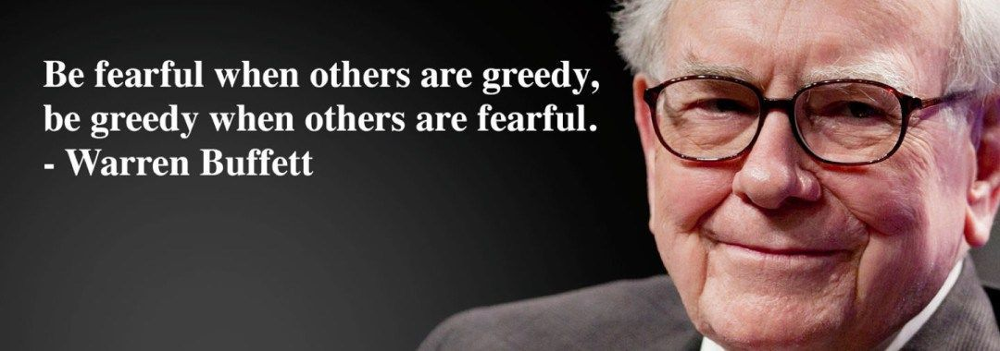 Be fearful when others are greedy,
be greedy when others are fearful.
- Warren Buffett